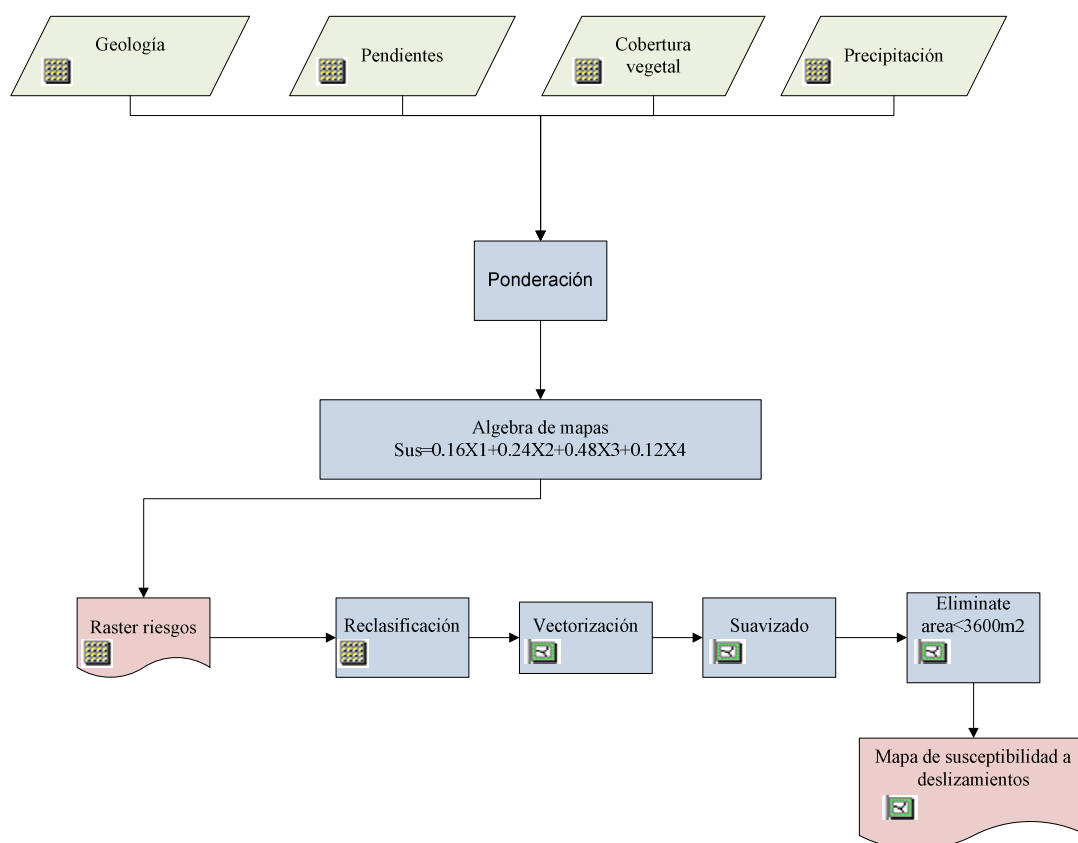 Geología
Pendientes
Cobertura
vegetal
Precipitación
Ponderación
Algebra de mapas
Sus=0.16X1+0.24X2+0.48X3+0.12X4
Raster riesgos
Reclasificación
Vectorización
Suavizado
Eliminate
area<3600m2
Mapa de susceptibilidad a
deslizamientos